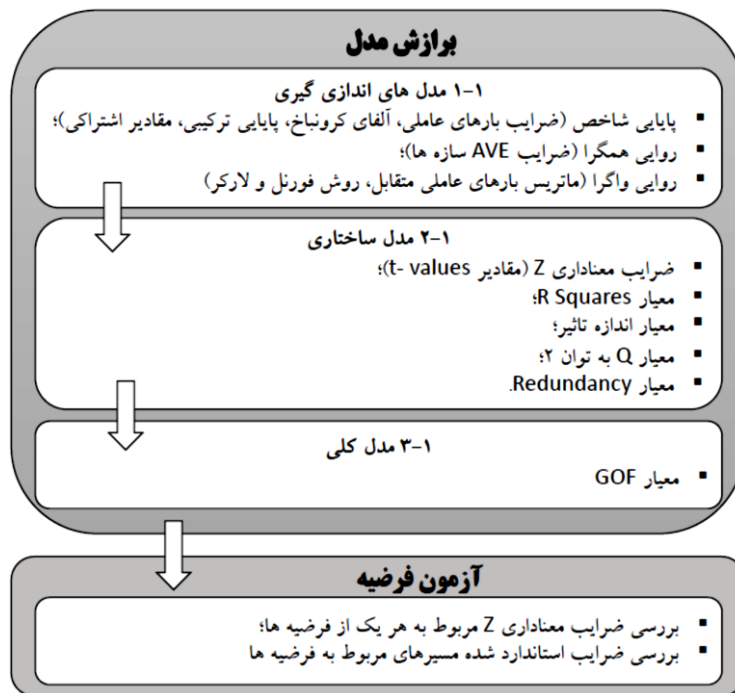 برازش مدل
۱-۱ مدل های اندازی گیری
▪ پایایی شاخص (ضرایب بارهای عاملی، آلفای کرونباخ، پایایی ترکیبی، مقادیر اشتراکی)؛
▪ روایی همگرا (ضرایب AVE سازه ها)؛
▪ روایی واگرا (ماتریس بارهای عاملی متقابل، روش فورنل و لارکر)
۲-۱ مدل ساختاری
▪ ضرایب معناداری Z (مقادیر t- values)؛
▪ معیار R Squares؛
▪ معیار اندازه تاثیر؛
▪ معیار Q به توان ۲؛
▪ معیار Redundancy.
۳-۱ مدل کلی
▪ معیار GOF
آزمون فرضیه
▪ بررسی ضرایب معناداری Z مربوط به هر یک از فرضیه ها؛
▪ بررسی ضرایب استاندارد شده مسیرهای مربوط به فرضیه ها